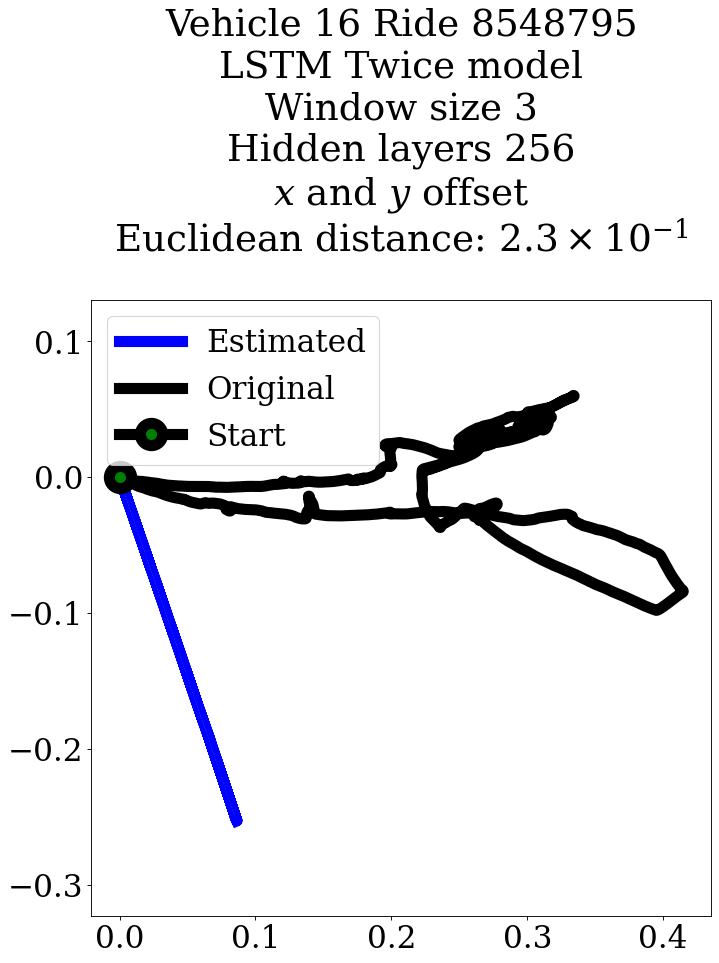 Vehicle 16 Ride 8548795
LSTM Twice model
Window size 3
Hidden layers 256
x and y offset
Euclidean distance: 2.3 × 10⁻¹
Estimated
Original
Start
0.1
0.0
−0.1
−0.2
−0.3
0.0 0.1 0.2 0.3 0.4